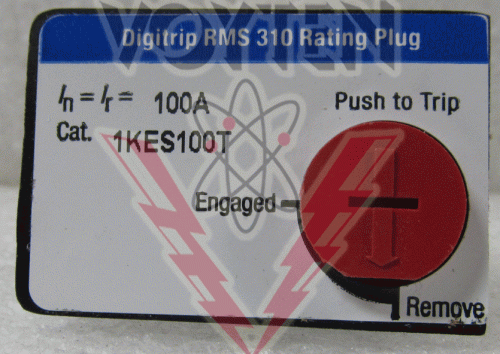 VOYTEN
Digitrip RMS 310 Rating Plug
In = Ir = 100A
Push to Trip
Cat. 1KES100T
Engaged
Remove